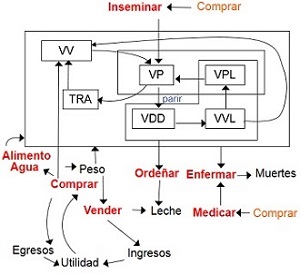 Inseminar
Comprar
VV
VP
VPL
TRA
parir
VDD
VVL
Alimento
Agua
Peso
Ordeñar
Enfermar
Muertes
Comprar
Vender
Leche
Medicar
Comprar
Egresos
Utilidad
Ingresos